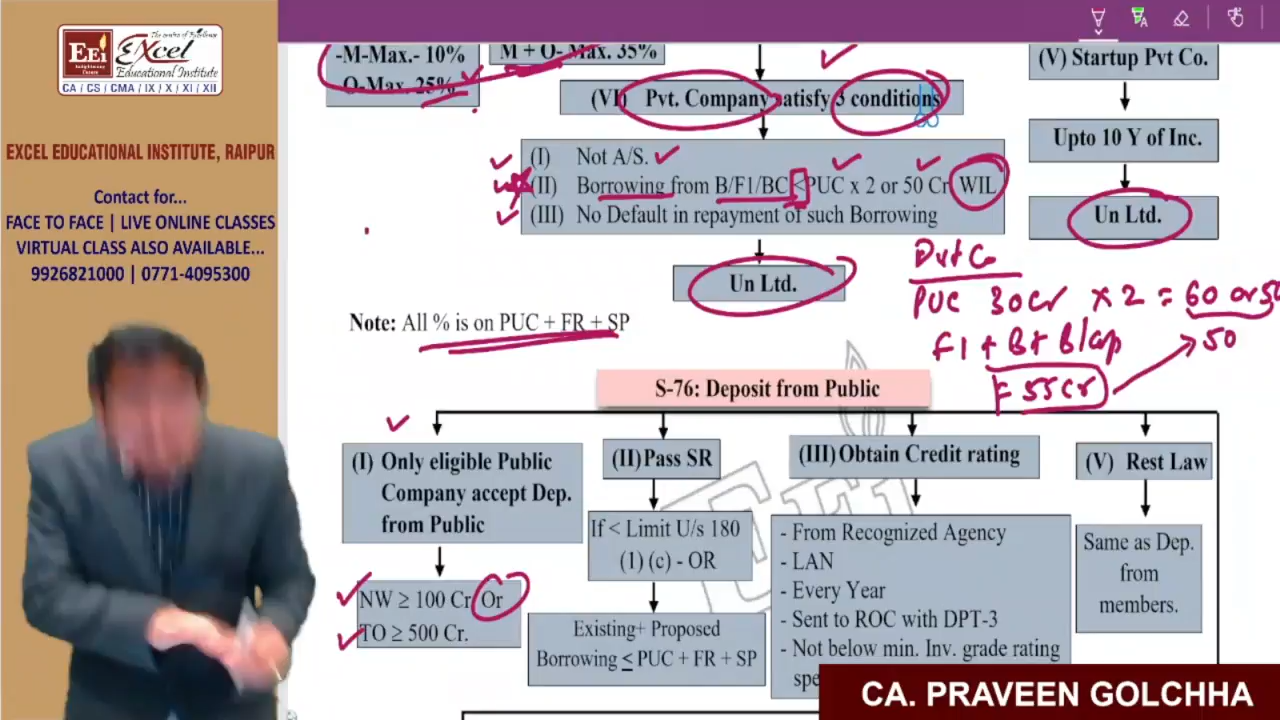 The centre of Excellence
EEi
Excel
Educational Institute
CA / CS / CMA / IX / X / XI / XII
EXCEL EDUCATIONAL INSTITUTE, RAIPUR
Contact for...
FACE TO FACE | LIVE ONLINE CLASSES
VIRTUAL CLASS ALSO AVAILABLE...
9926821000 | 0771-4095300
-M-Max.- 10%
O-Max. 25%
M + O- Max. 35%
(VI) Pvt. Company satisfy 3 conditions
(I) Not A/S.
(II) Borrowing from B/F1/BC <PUC x 2 or 50 Cr WIL
(III) No Default in repayment of such Borrowing
Un Ltd.
(V) Startup Pvt Co.
Upto 10 Y of Inc.
Un Ltd.
Pvt Co
PUC 30Cr x 2 = 60 or 50
F1 + B + B/Cap
= 55Cr
50
Note: All % is on PUC + FR + SP
S-76: Deposit from Public
(I) Only eligible Public
Company accept Dep.
from Public
NW ≥ 100 Cr Or
TO ≥ 500 Cr.
(II) Pass SR
If < Limit U/s 180
(1) (c) - OR
Existing+ Proposed
Borrowing ≤ PUC + FR + SP
(III) Obtain Credit rating
- From Recognized Agency
- LAN
- Every Year
- Sent to ROC with DPT-3
- Not below min. Inv. grade rating
(V) Rest Law
Same as Dep.
from
members.
EEi
CA. PRAVEEN GOLCHHA